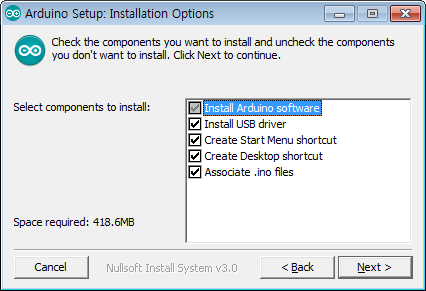 Arduino Setup: Installation Options
Check the components you want to install and uncheck the components
you don't want to install. Click Next to continue.
Select components to install:
Install Arduino software
Install USB driver
Create Start Menu shortcut
Create Desktop shortcut
Associate .ino files
Space required: 418.6MB
Cancel
Nullsoft Install System v3.0
< Back
Next >